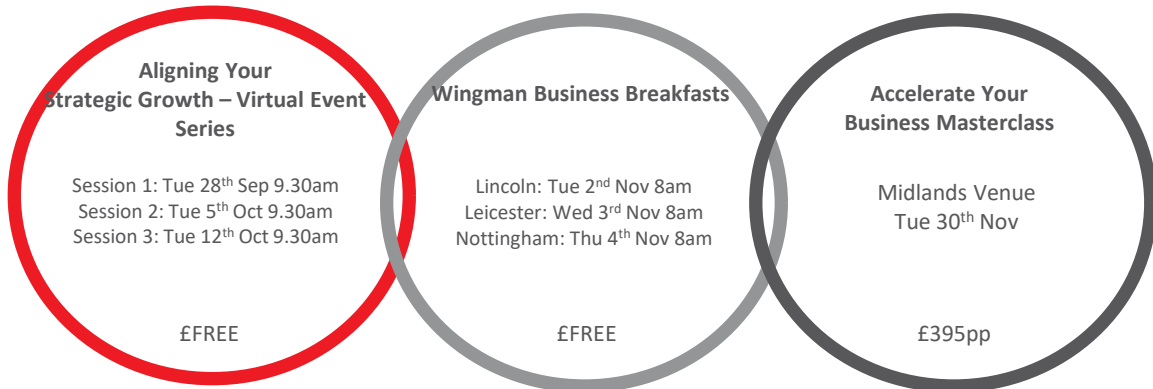 Aligning Your
Strategic Growth – Virtual Event
Series
Session 1: Tue 28th Sep 9.30am
Session 2: Tue 5th Oct 9.30am
Session 3: Tue 12th Oct 9.30am
£FREE
Wingman Business Breakfasts
Lincoln: Tue 2nd Nov 8am
Leicester: Wed 3rd Nov 8am
Nottingham: Thu 4th Nov 8am
£FREE
Accelerate Your
Business Masterclass
Midlands Venue
Tue 30th Nov
£395pp